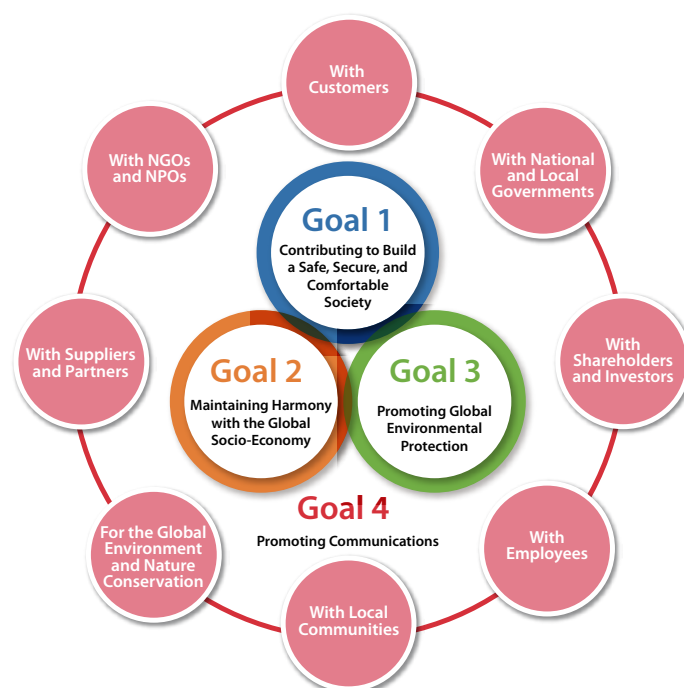 With
Customers
With NGOs
and NPOs
With National
and Local
Governments
Goal 1
Contributing to Build
a Safe, Secure, and
Comfortable
Society
With Suppliers
and Partners
With
Shareholders
and Investors
Goal 2
Maintaining Harmony
with the Global
Socio-Economy
Goal 3
Promoting Global
Environmental
Protection
Goal 4
Promoting Communications
For the Global
Environment
and Nature
Conservation
With
Employees
With Local
Communities